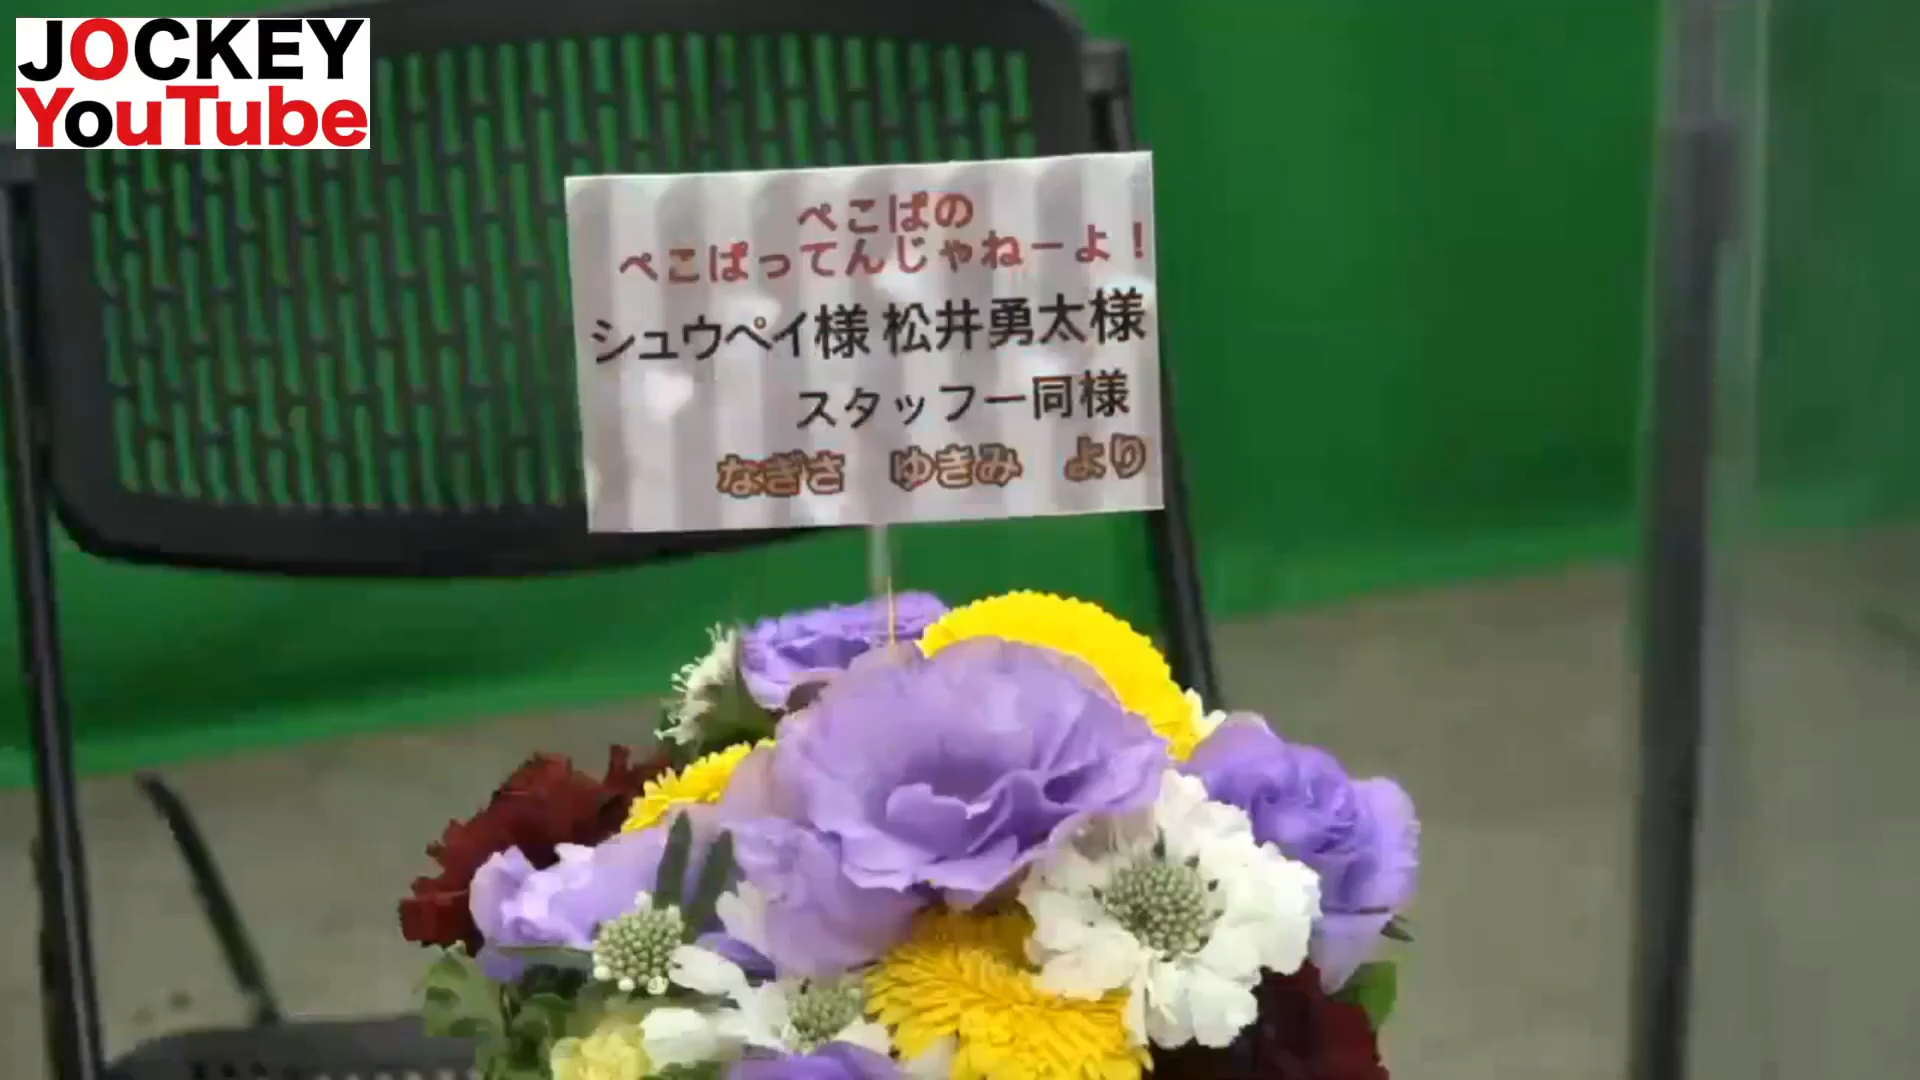 JOCKEY
YouTube
ぺこぱの
ぺこぱってんじゃねーよ！
シュウペイ様 松井勇太様
スタッフ一同様
なぎさ　ゆきみ　より